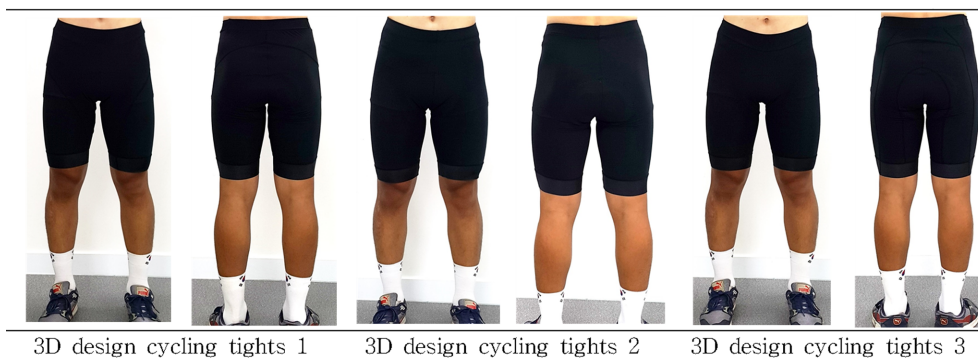 3D design cycling tights 1
3D design cycling tights 2
3D design cycling tights 3